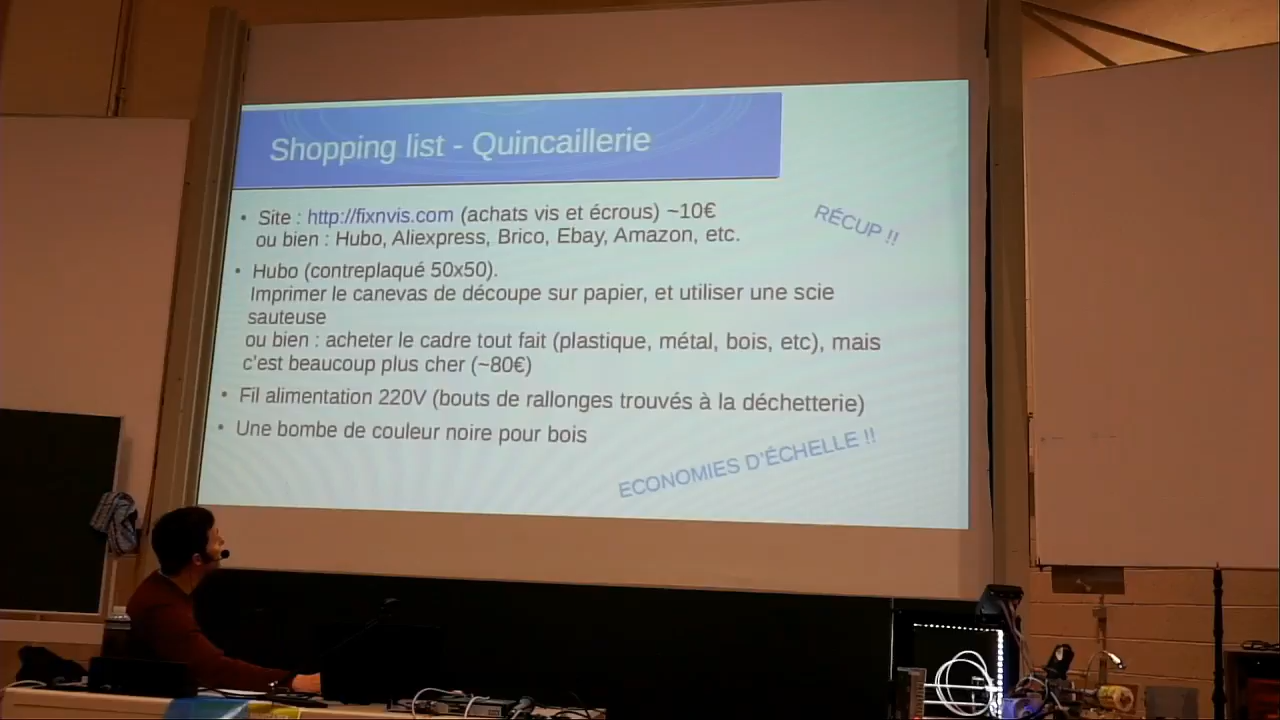 Shopping list - Quincaillerie
• Site : http://fixnvis.com (achats vis et écrous) ~10€
ou bien : Hubo, Aliexpress, Brico, Ebay, Amazon, etc.
RÉCUP !!
• Hubo (contreplaqué 50x50).
Imprimer le canevas de découpe sur papier, et utiliser une scie
sauteuse
ou bien : acheter le cadre tout fait (plastique, métal, bois, etc), mais
c'est beaucoup plus cher (~80€)
• Fil alimentation 220V (bouts de rallonges trouvés à la déchetterie)
• Une bombe de couleur noire pour bois
ECONOMIES D'ÉCHELLE !!